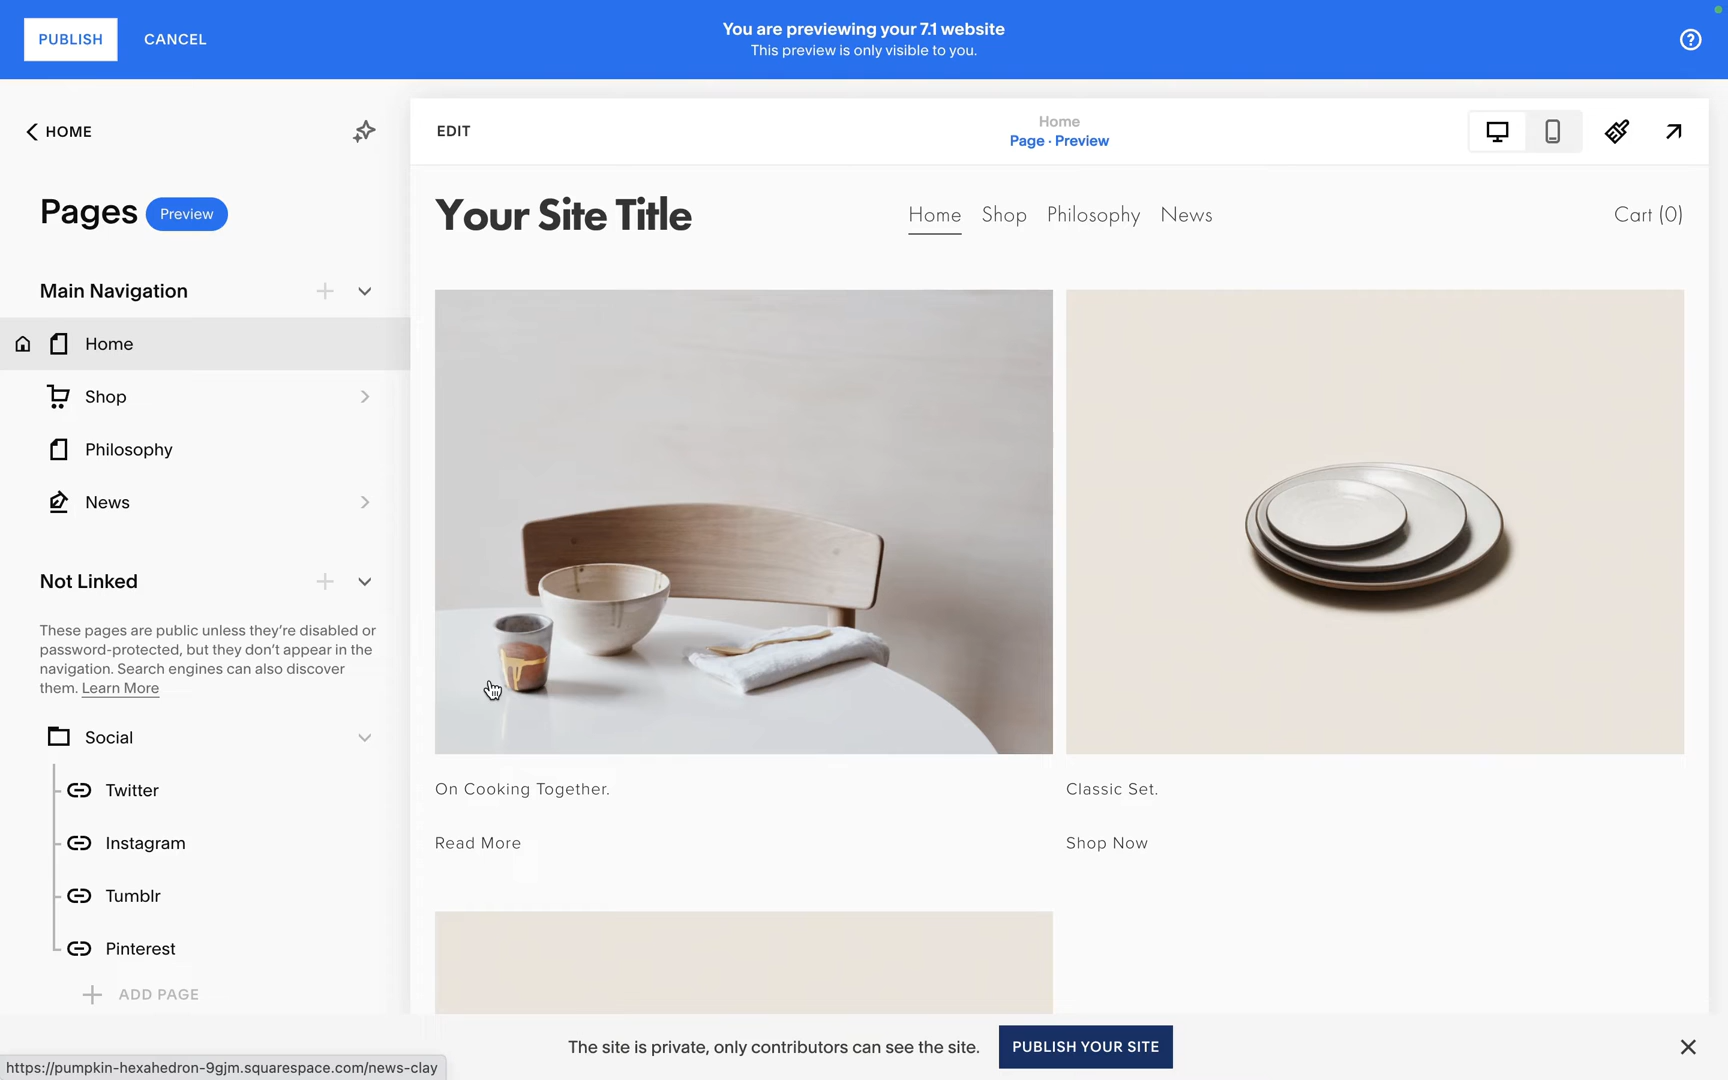 PUBLISH
CANCEL
You are previewing your 7.1 website
This preview is only visible to you.
HOME
Pages
Preview
Main Navigation
Home
Shop
Philosophy
News
Not Linked
These pages are public unless they're disabled or
password-protected, but they don't appear in the
navigation. Search engines can also discover
them. Learn More
Social
Twitter
Instagram
Tumblr
Pinterest
ADD PAGE
EDIT
Home
Page · Preview
Your Site Title
Home Shop Philosophy News
Cart (0)
On Cooking Together.
Read More
Classic Set.
Shop Now
The site is private, only contributors can see the site.
PUBLISH YOUR SITE
https://pumpkin-hexahedron-9gjm.squarespace.com/news-clay